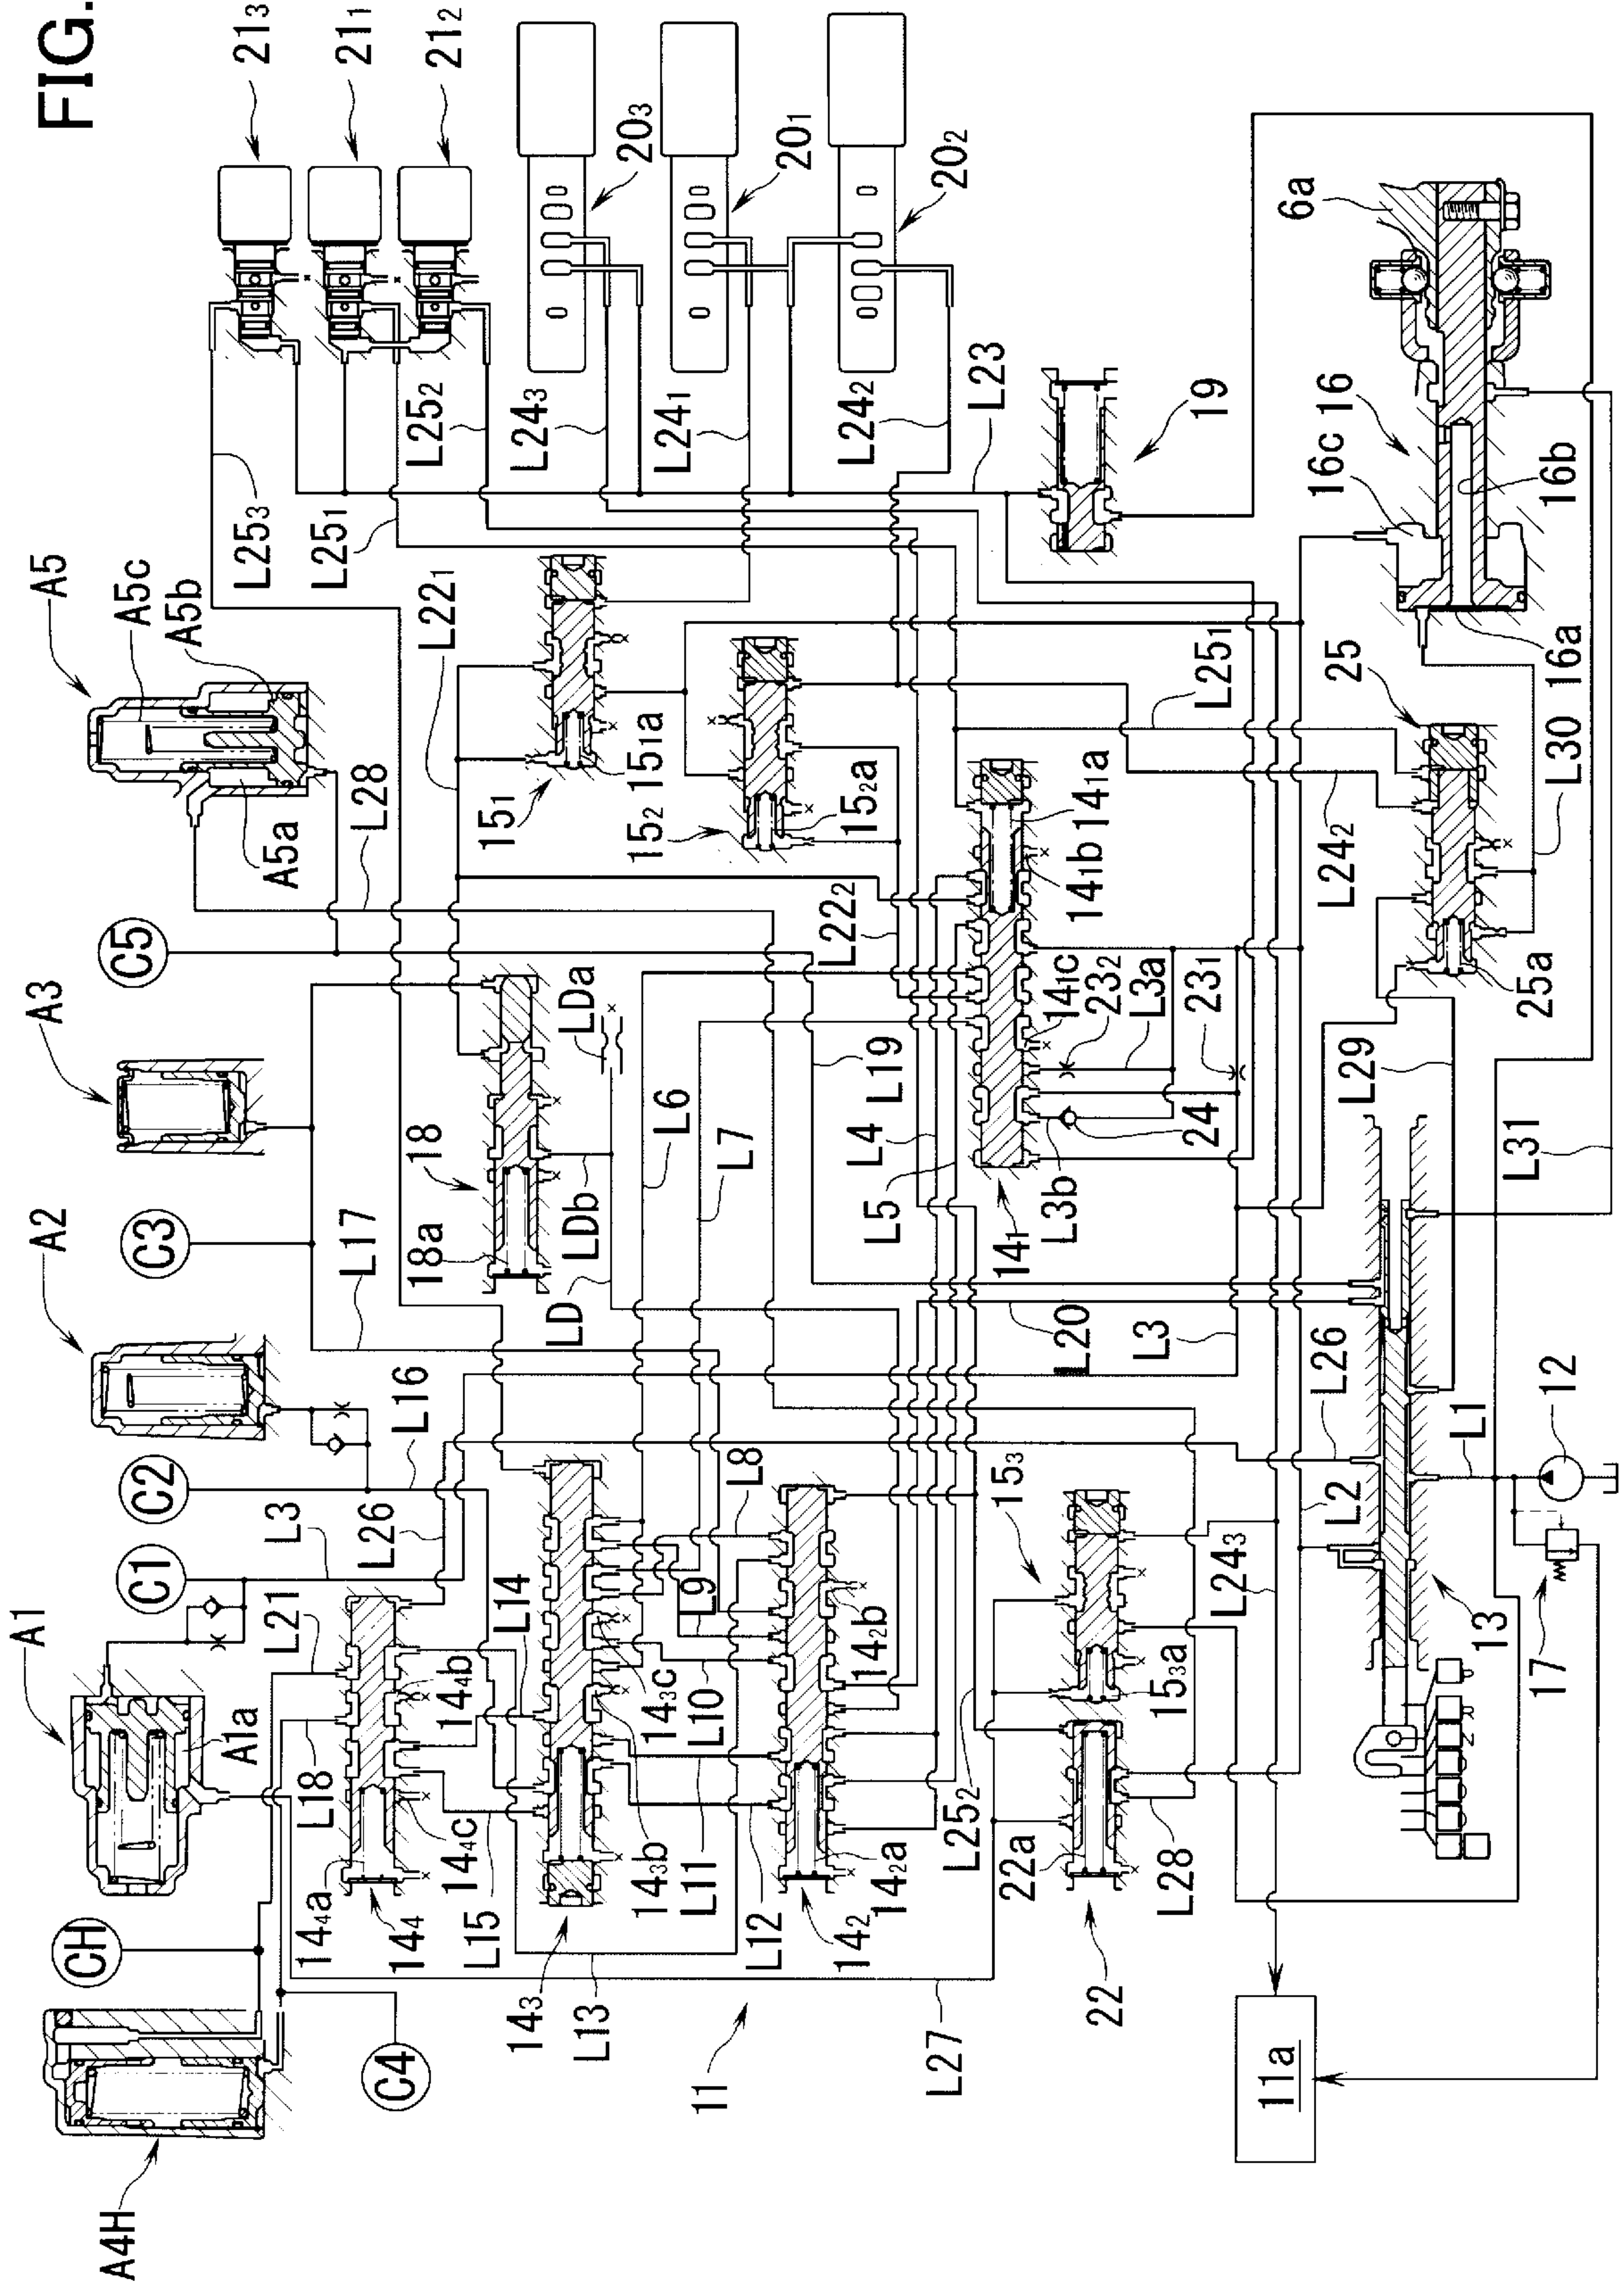 FIG.
21₃
21₁
21₂
20₃
20₁
20₂
6a
A5
A5c
A5b
A5a
L25₃
L25₁
L25₂
L24₃
L24₁
L24₂
L23
19
16
16c
16b
16a
L22₁
L28
15₁
15₁a
15₂
15₂a
L25₁
25
L30
C5
14₁a
14₁b
L22₂
L24₂
A3
LDa
14₁c
23₂
L3a
23₁
25a
L19
L29
L6
L4
24
C3
A2
18
L7
L5
L3b
L31
L17
18a
LDb
14₁
LD
L20
L3
L26
12
L16
C2
L8
15₃
L1
L3
L26
L2
C1
L21
L14
L9
L24₃
13
17
A1
14₄b
14₃c
L10
14₂b
15₃a
A1a
L18
14₄c
14₃b
L11
L25₂
22a
L28
14₄a
14₄
L15
L12
14₂
14₂a
CH
14₃
L13
22
11
L27
C4
11a
A4H
R
N